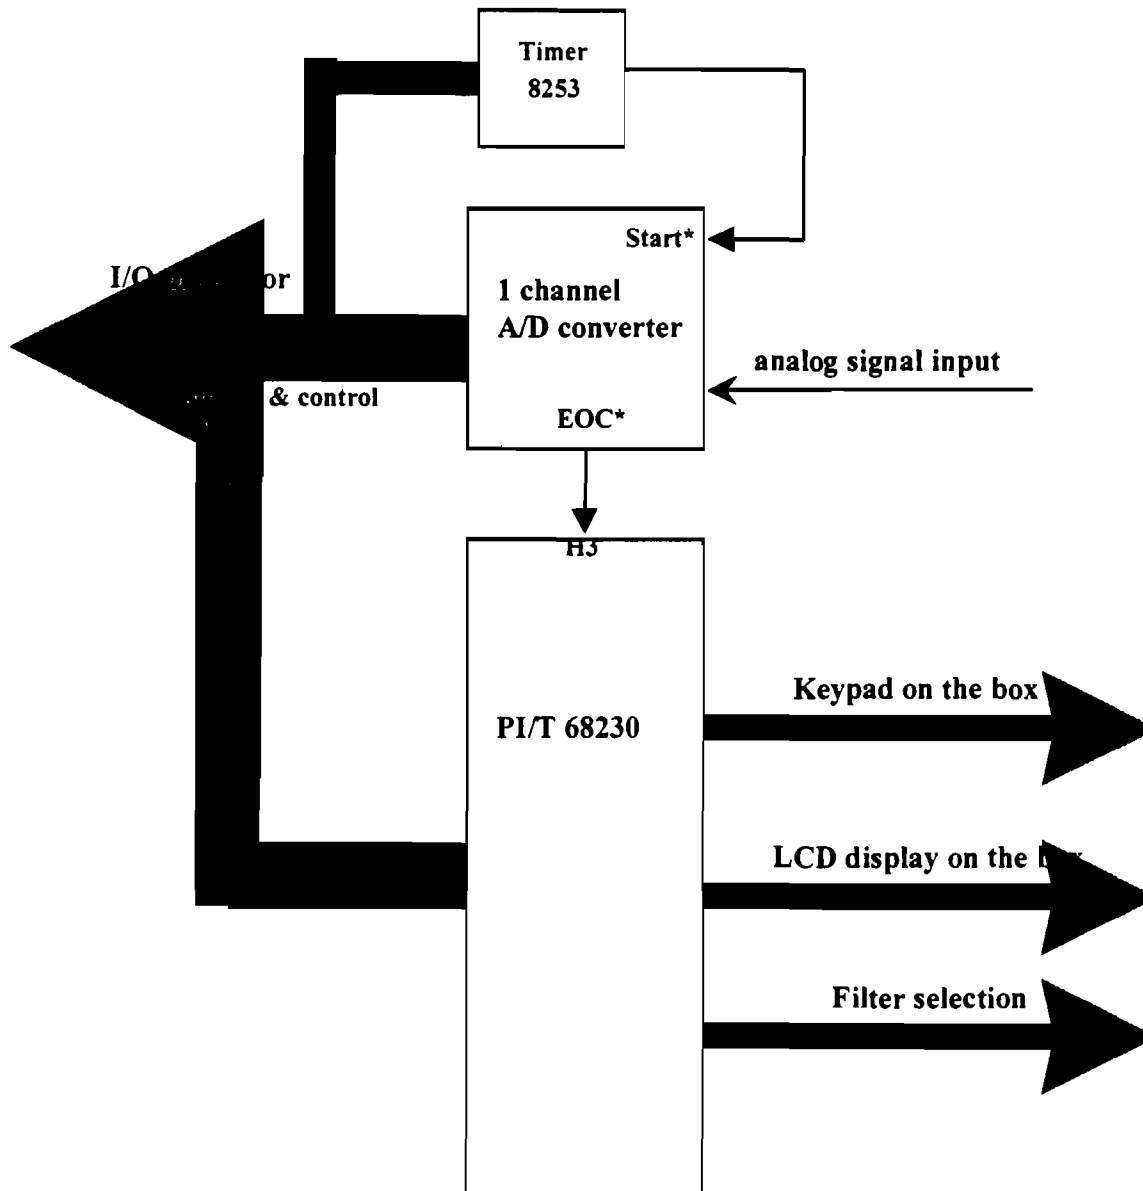 Timer
8253
Start*
1 channel
A/D converter
analog signal input
& control
EOC*
H3
Keypad on the box
PI/T 68230
LCD display on the
Filter selection